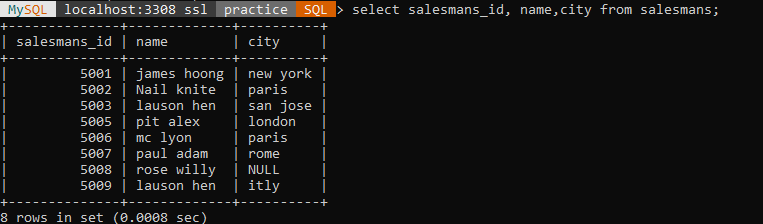 MySQL localhost:3308 ssl practice SQL > select salesmans_id, name,city from salesmans;
+--------------+-------------+----------+
| salesmans_id | name        | city     |
+--------------+-------------+----------+
|         5001 | james hoong | new york |
|         5002 | Nail knite  | paris    |
|         5003 | lauson hen  | san jose |
|         5005 | pit alex    | london   |
|         5006 | mc lyon     | paris    |
|         5007 | paul adam   | rome     |
|         5008 | rose willy  | NULL     |
|         5009 | lauson hen  | itly     |
+--------------+-------------+----------+
8 rows in set (0.0008 sec)